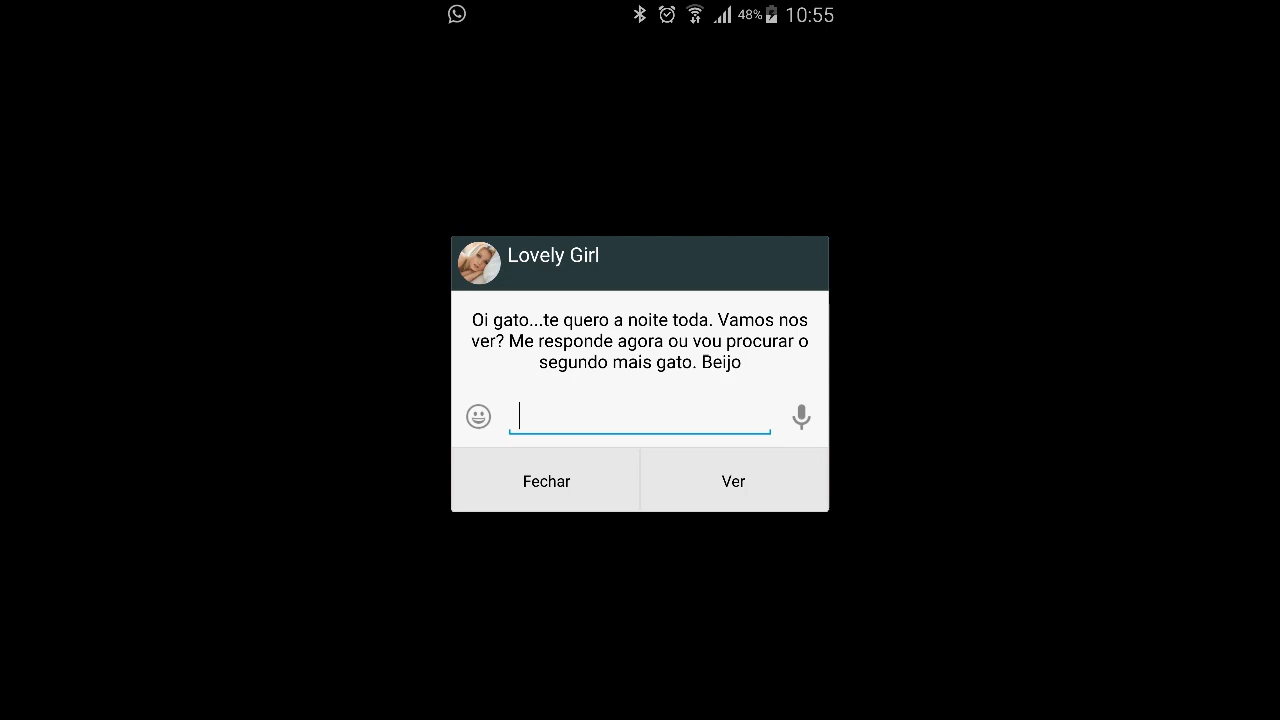 48% 10:55
Lovely Girl
Oi gato...te quero a noite toda. Vamos nos
ver? Me responde agora ou vou procurar o
segundo mais gato. Beijo
Fechar Ver